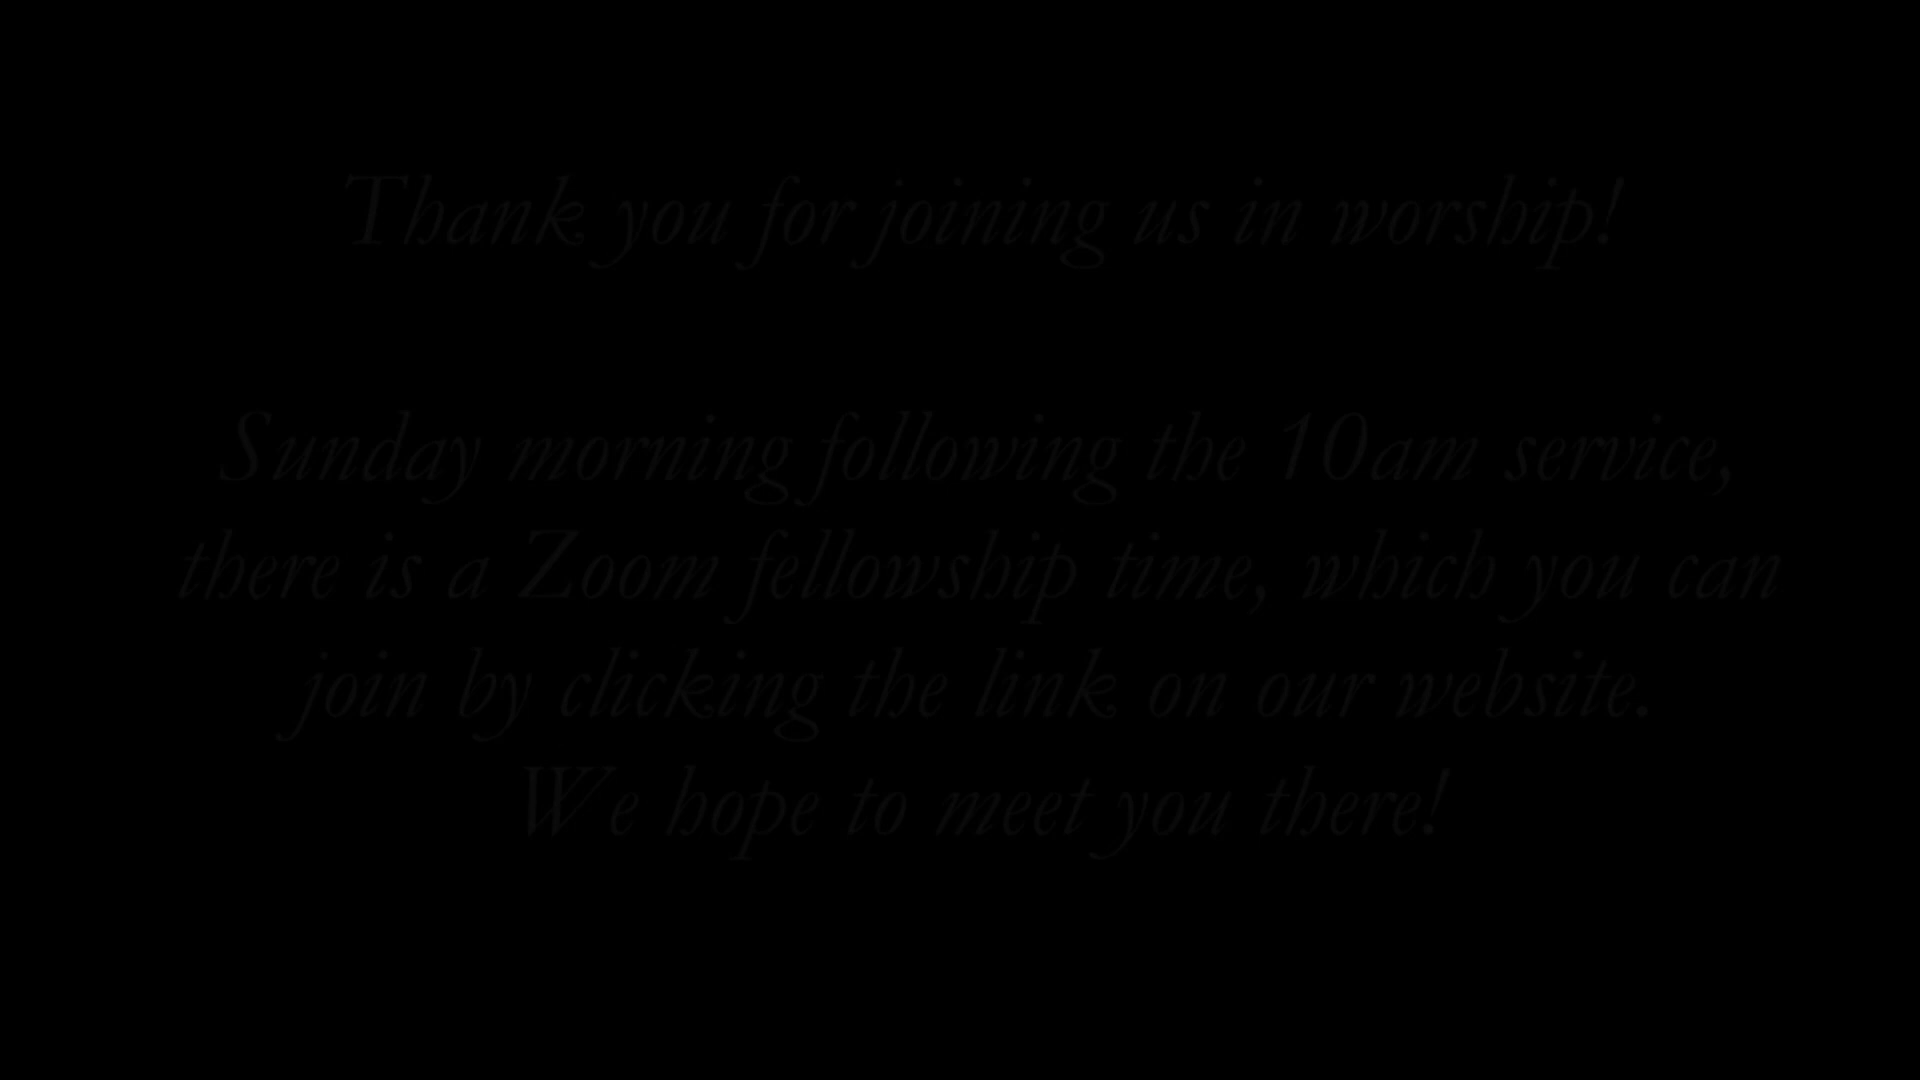 Thank you for joining us in worship!
Sunday morning following the 10am service,
there is a Zoom fellowship time, which you can
join by clicking the link on our website.
We hope to meet you there!